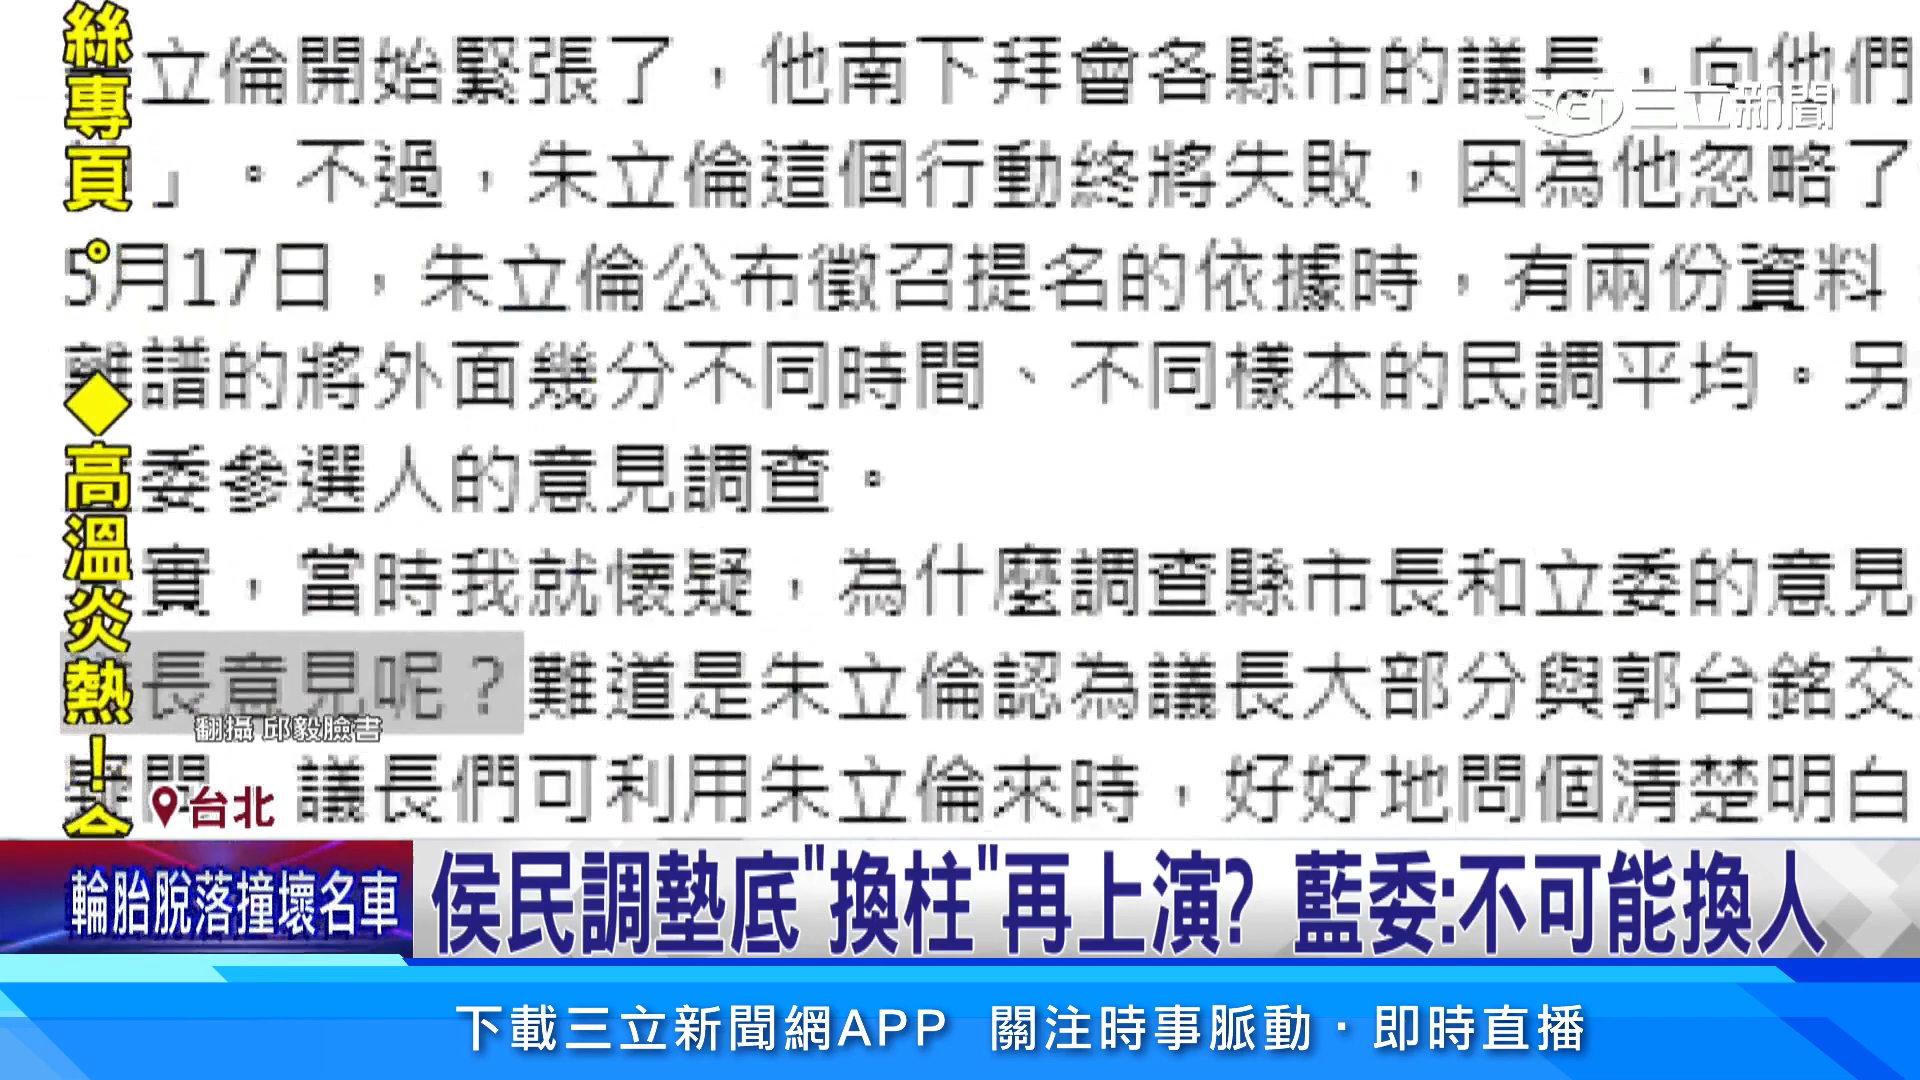 立倫開始緊張了，他南下拜會各縣市的議長，向他們
」。不過，朱立倫這個行動終將失敗，因為他忽略了
5月17日，朱立倫公布徵召提名的依據時，有兩份資料
離譜的將外面幾分不同時間、不同樣本的民調平均。另
委參選人的意見調查。
實，當時我就懷疑，為什麼調查縣市長和立委的意見
長意見呢？難道是朱立倫認為議長大部分與郭台銘交
疑問，議長們可利用朱立倫來時，好好地問個清楚明白
SET三立新聞
絲專頁。
◆高溫炎熱！
翻攝 邱毅臉書
台北
輪胎脫落撞壞名車
侯民調墊底"換柱"再上演? 藍委:不可能換人
下載三立新聞網APP 關注時事脈動・即時直播